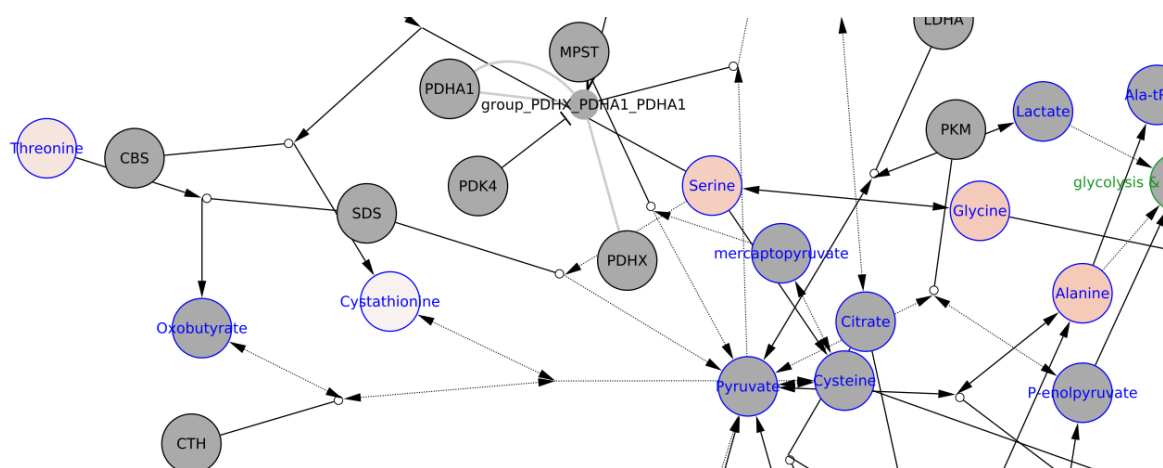 LDHA
MPST
PDHA1
group_PDHX_PDHA1_PDHA1
Lactate
PKM
Threonine
CBS
PDK4
Serine
glycolysis &
SDS
Glycine
mercaptopyruvate
PDHX
Cystathionine
Alanine
Oxobutyrate
Citrate
Pyruvate
Cysteine
P-enolpyruvate
CTH